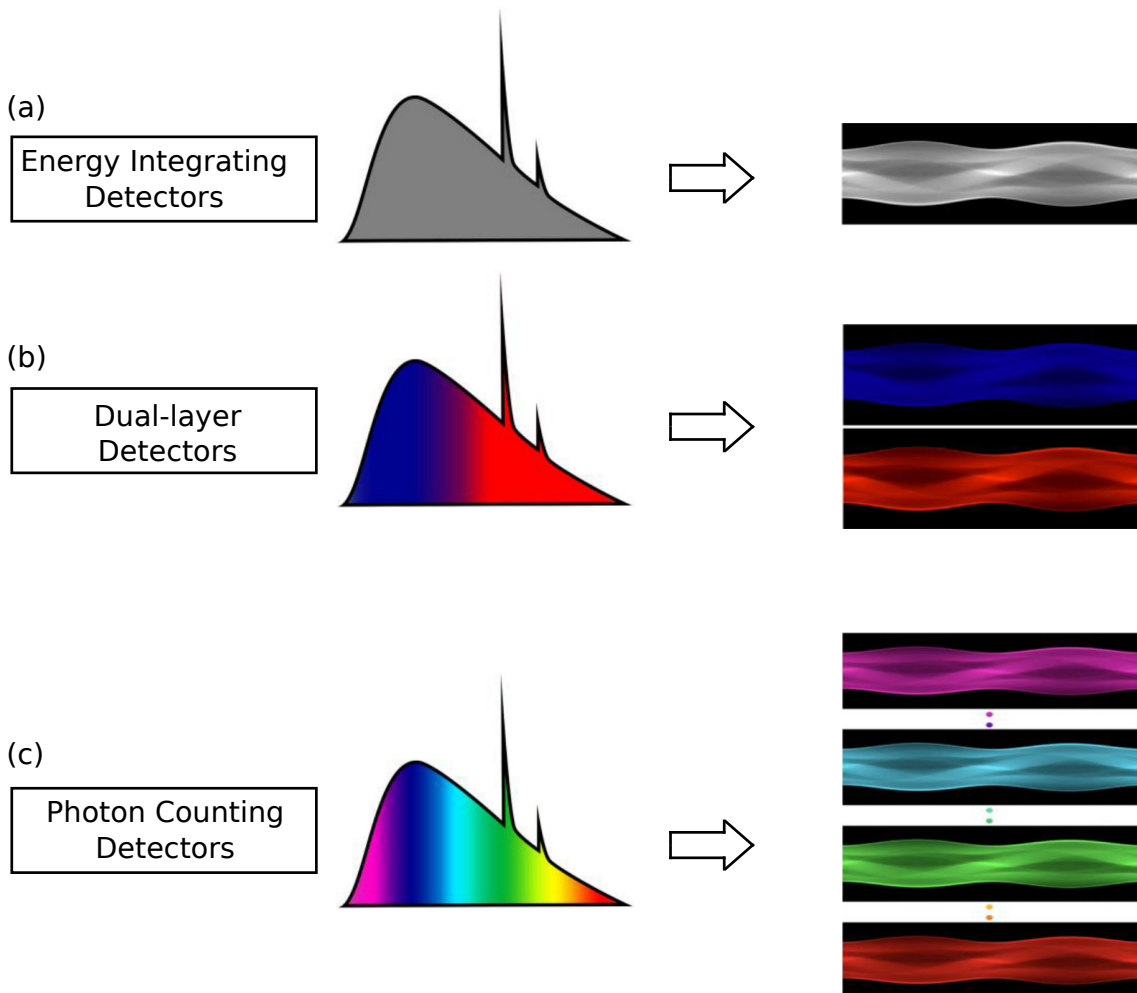 (a)
Energy Integrating
Detectors
(b)
Dual-layer
Detectors
(c)
Photon Counting
Detectors